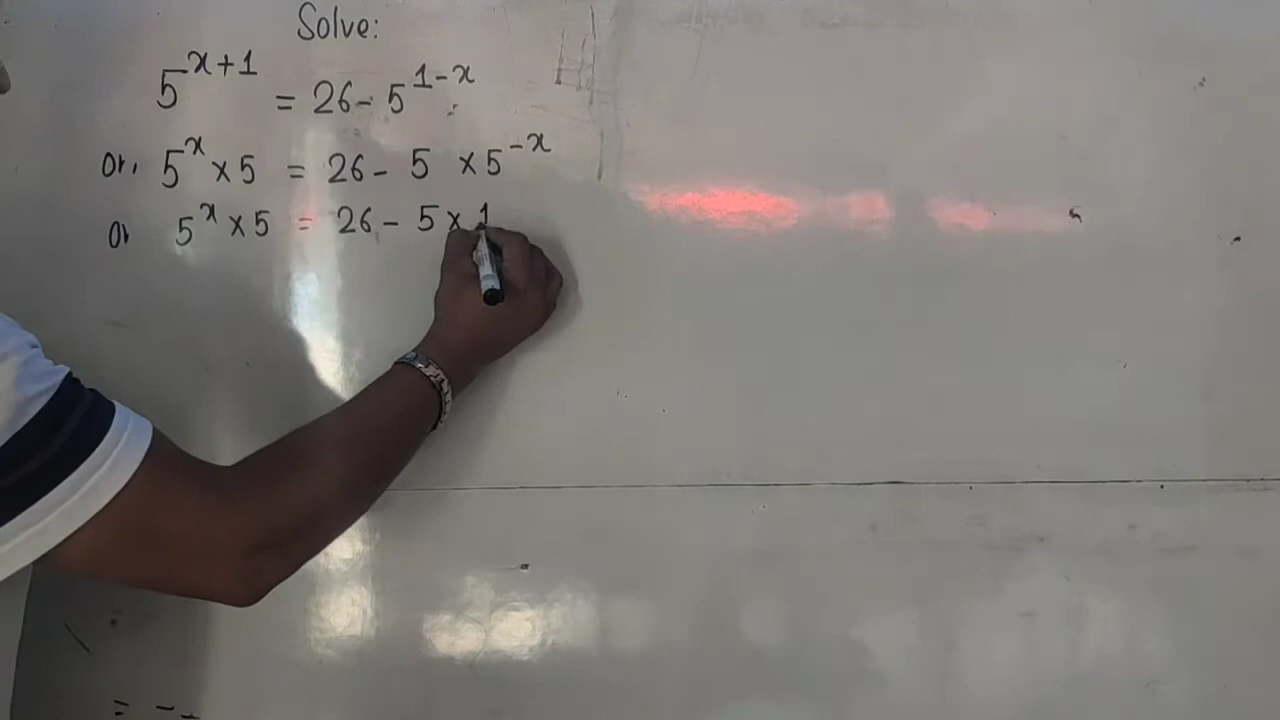 Solve:
5^{x+1} = 26 - 5^{1-x}
Or, 5^x × 5 = 26 - 5 × 5^{-x}
Or 5^x × 5 = 26 - 5 × 1